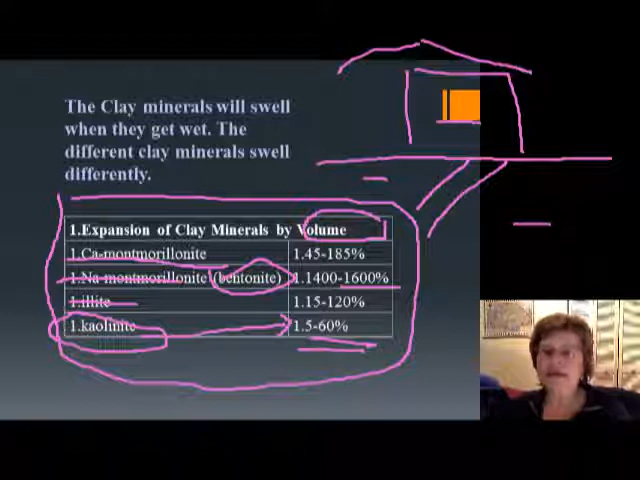 The Clay minerals will swell
when they get wet. The
different clay minerals swell
differently.
1.Expansion of Clay Minerals by Volume
1.Ca-montmorillonite 1.45-185%
1.Na-montmorillonite (bentonite) 1.1400-1600%
1.illite 1.15-120%
1.kaolinite 1.5-60%